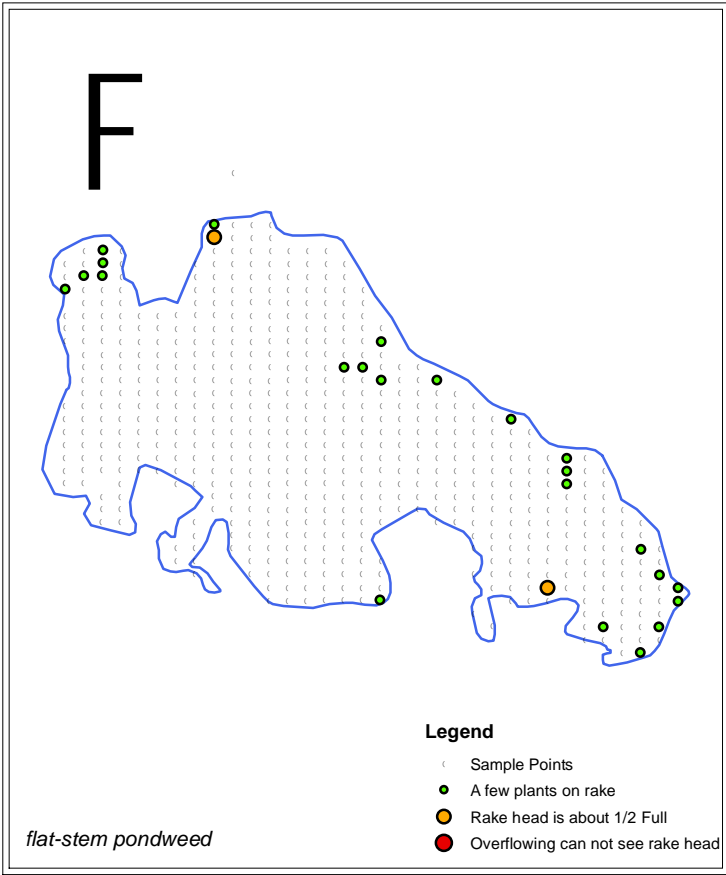 F
Legend
Sample Points
A few plants on rake
Rake head is about 1/2 Full
Overflowing can not see rake head
flat-stem pondweed